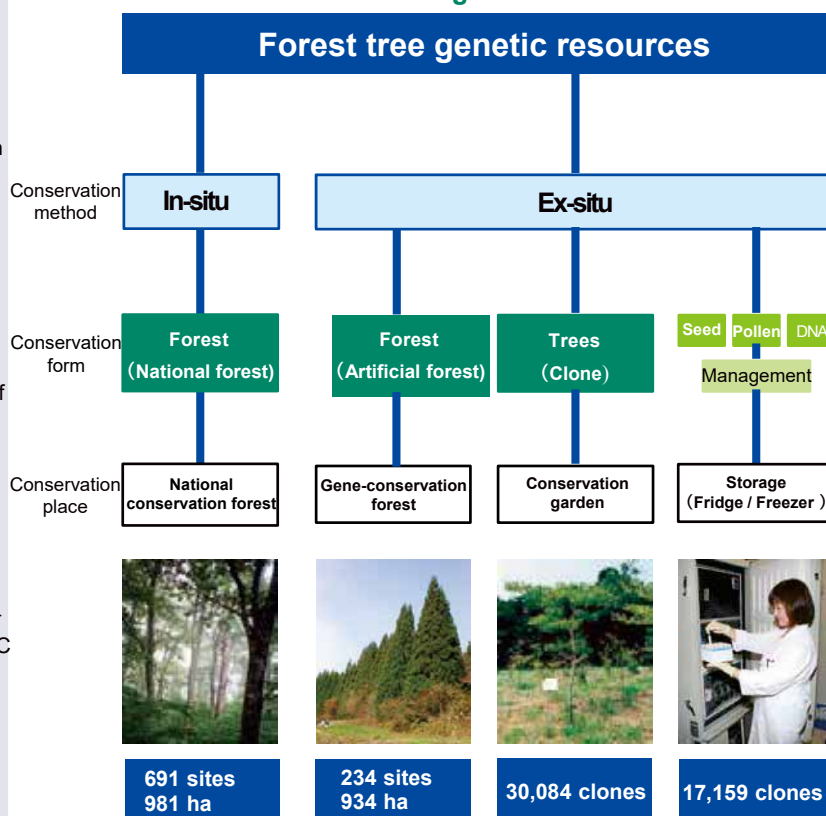 Forest tree genetic resources
Conservation
method
In-situ
Ex-situ
Conservation
form
Forest
(National forest)
Forest
(Artificial forest)
Trees
(Clone)
Seed
Pollen
DNA
Management
Conservation
place
National
conservation forest
Gene-conservation
forest
Conservation
garden
Storage
(Fridge / Freezer )
691 sites
981 ha
234 sites
934 ha
30,084 clones
17,159 clones